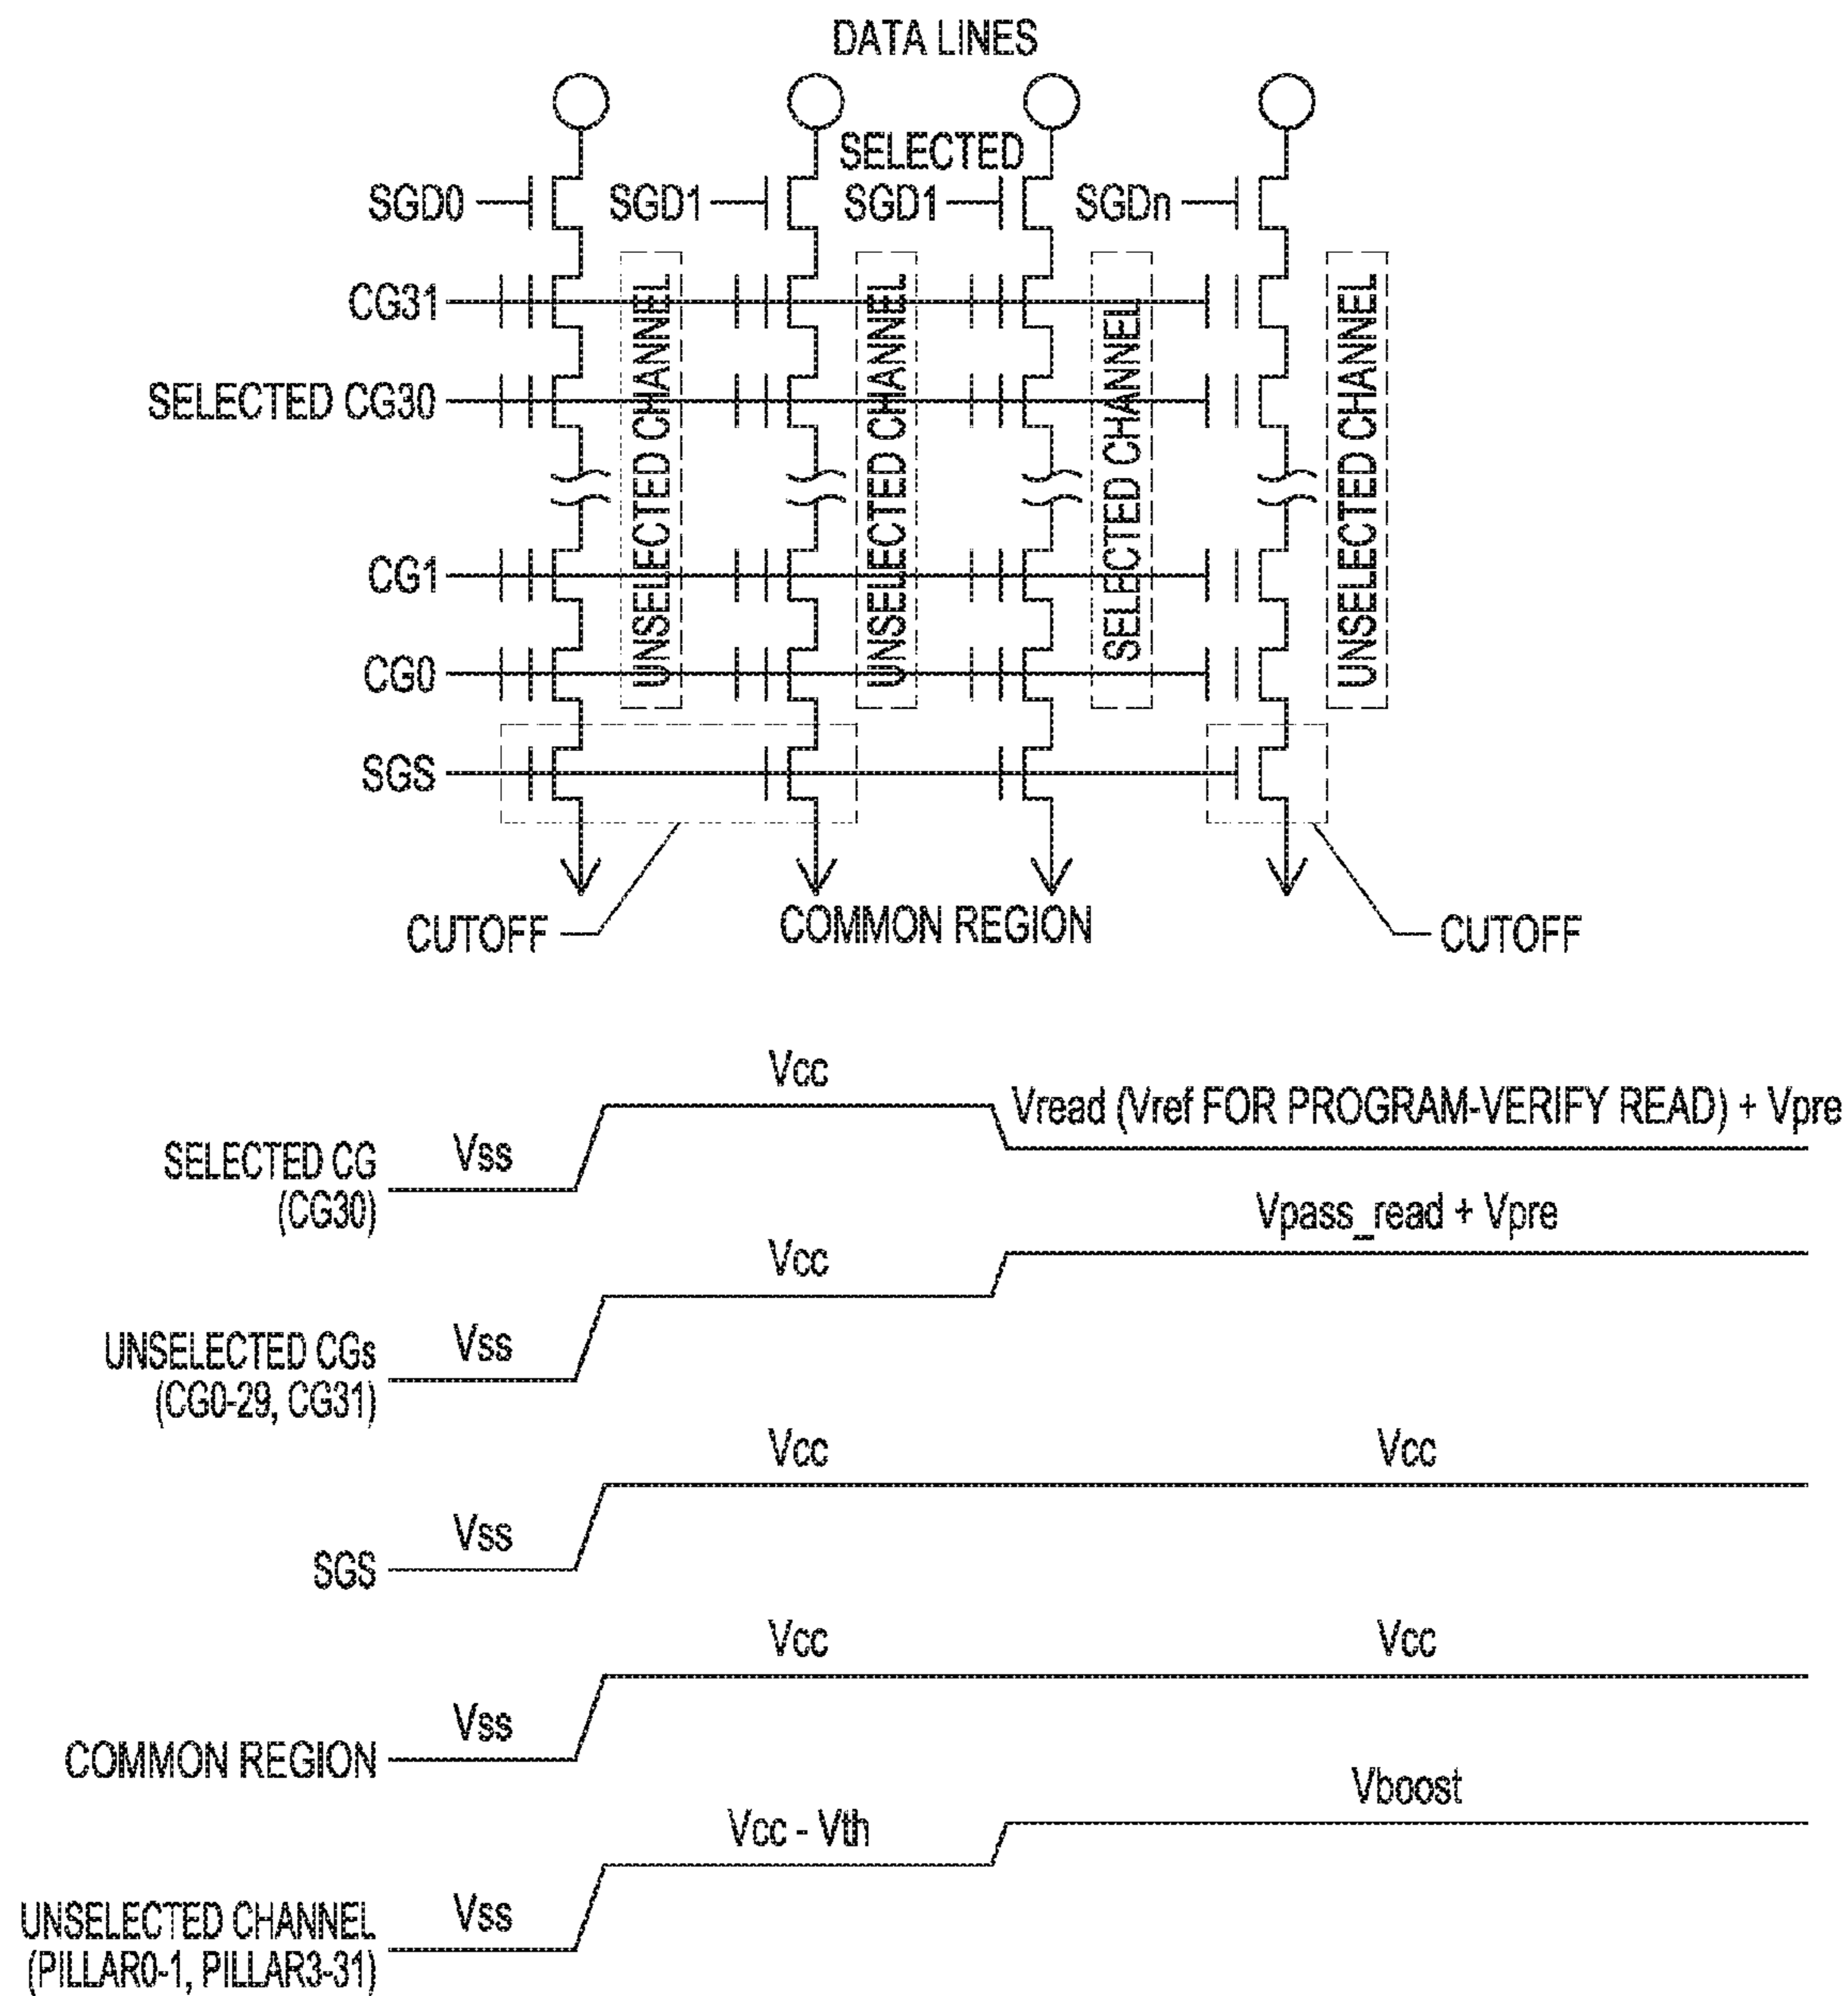 DATA LINES
SELECTED
SGD0
SGD1
SGD1
SGDn
CG31
SELECTED CG30
CG1
CG0
SGS
UNSELECTED CHANNEL
UNSELECTED CHANNEL
SELECTED CHANNEL
UNSELECTED CHANNEL
CUTOFF
COMMON REGION
CUTOFF
SELECTED CG
(CG30)
Vss
Vcc
Vread (Vref FOR PROGRAM-VERIFY READ) + Vpre
UNSELECTED CGs
(CG0-29, CG31)
Vss
Vcc
Vpass_read + Vpre
SGS
Vss
Vcc
Vcc
COMMON REGION
Vss
Vcc
Vcc
UNSELECTED CHANNEL
(PILLAR0-1, PILLAR3-31)
Vss
Vcc - Vth
Vboost